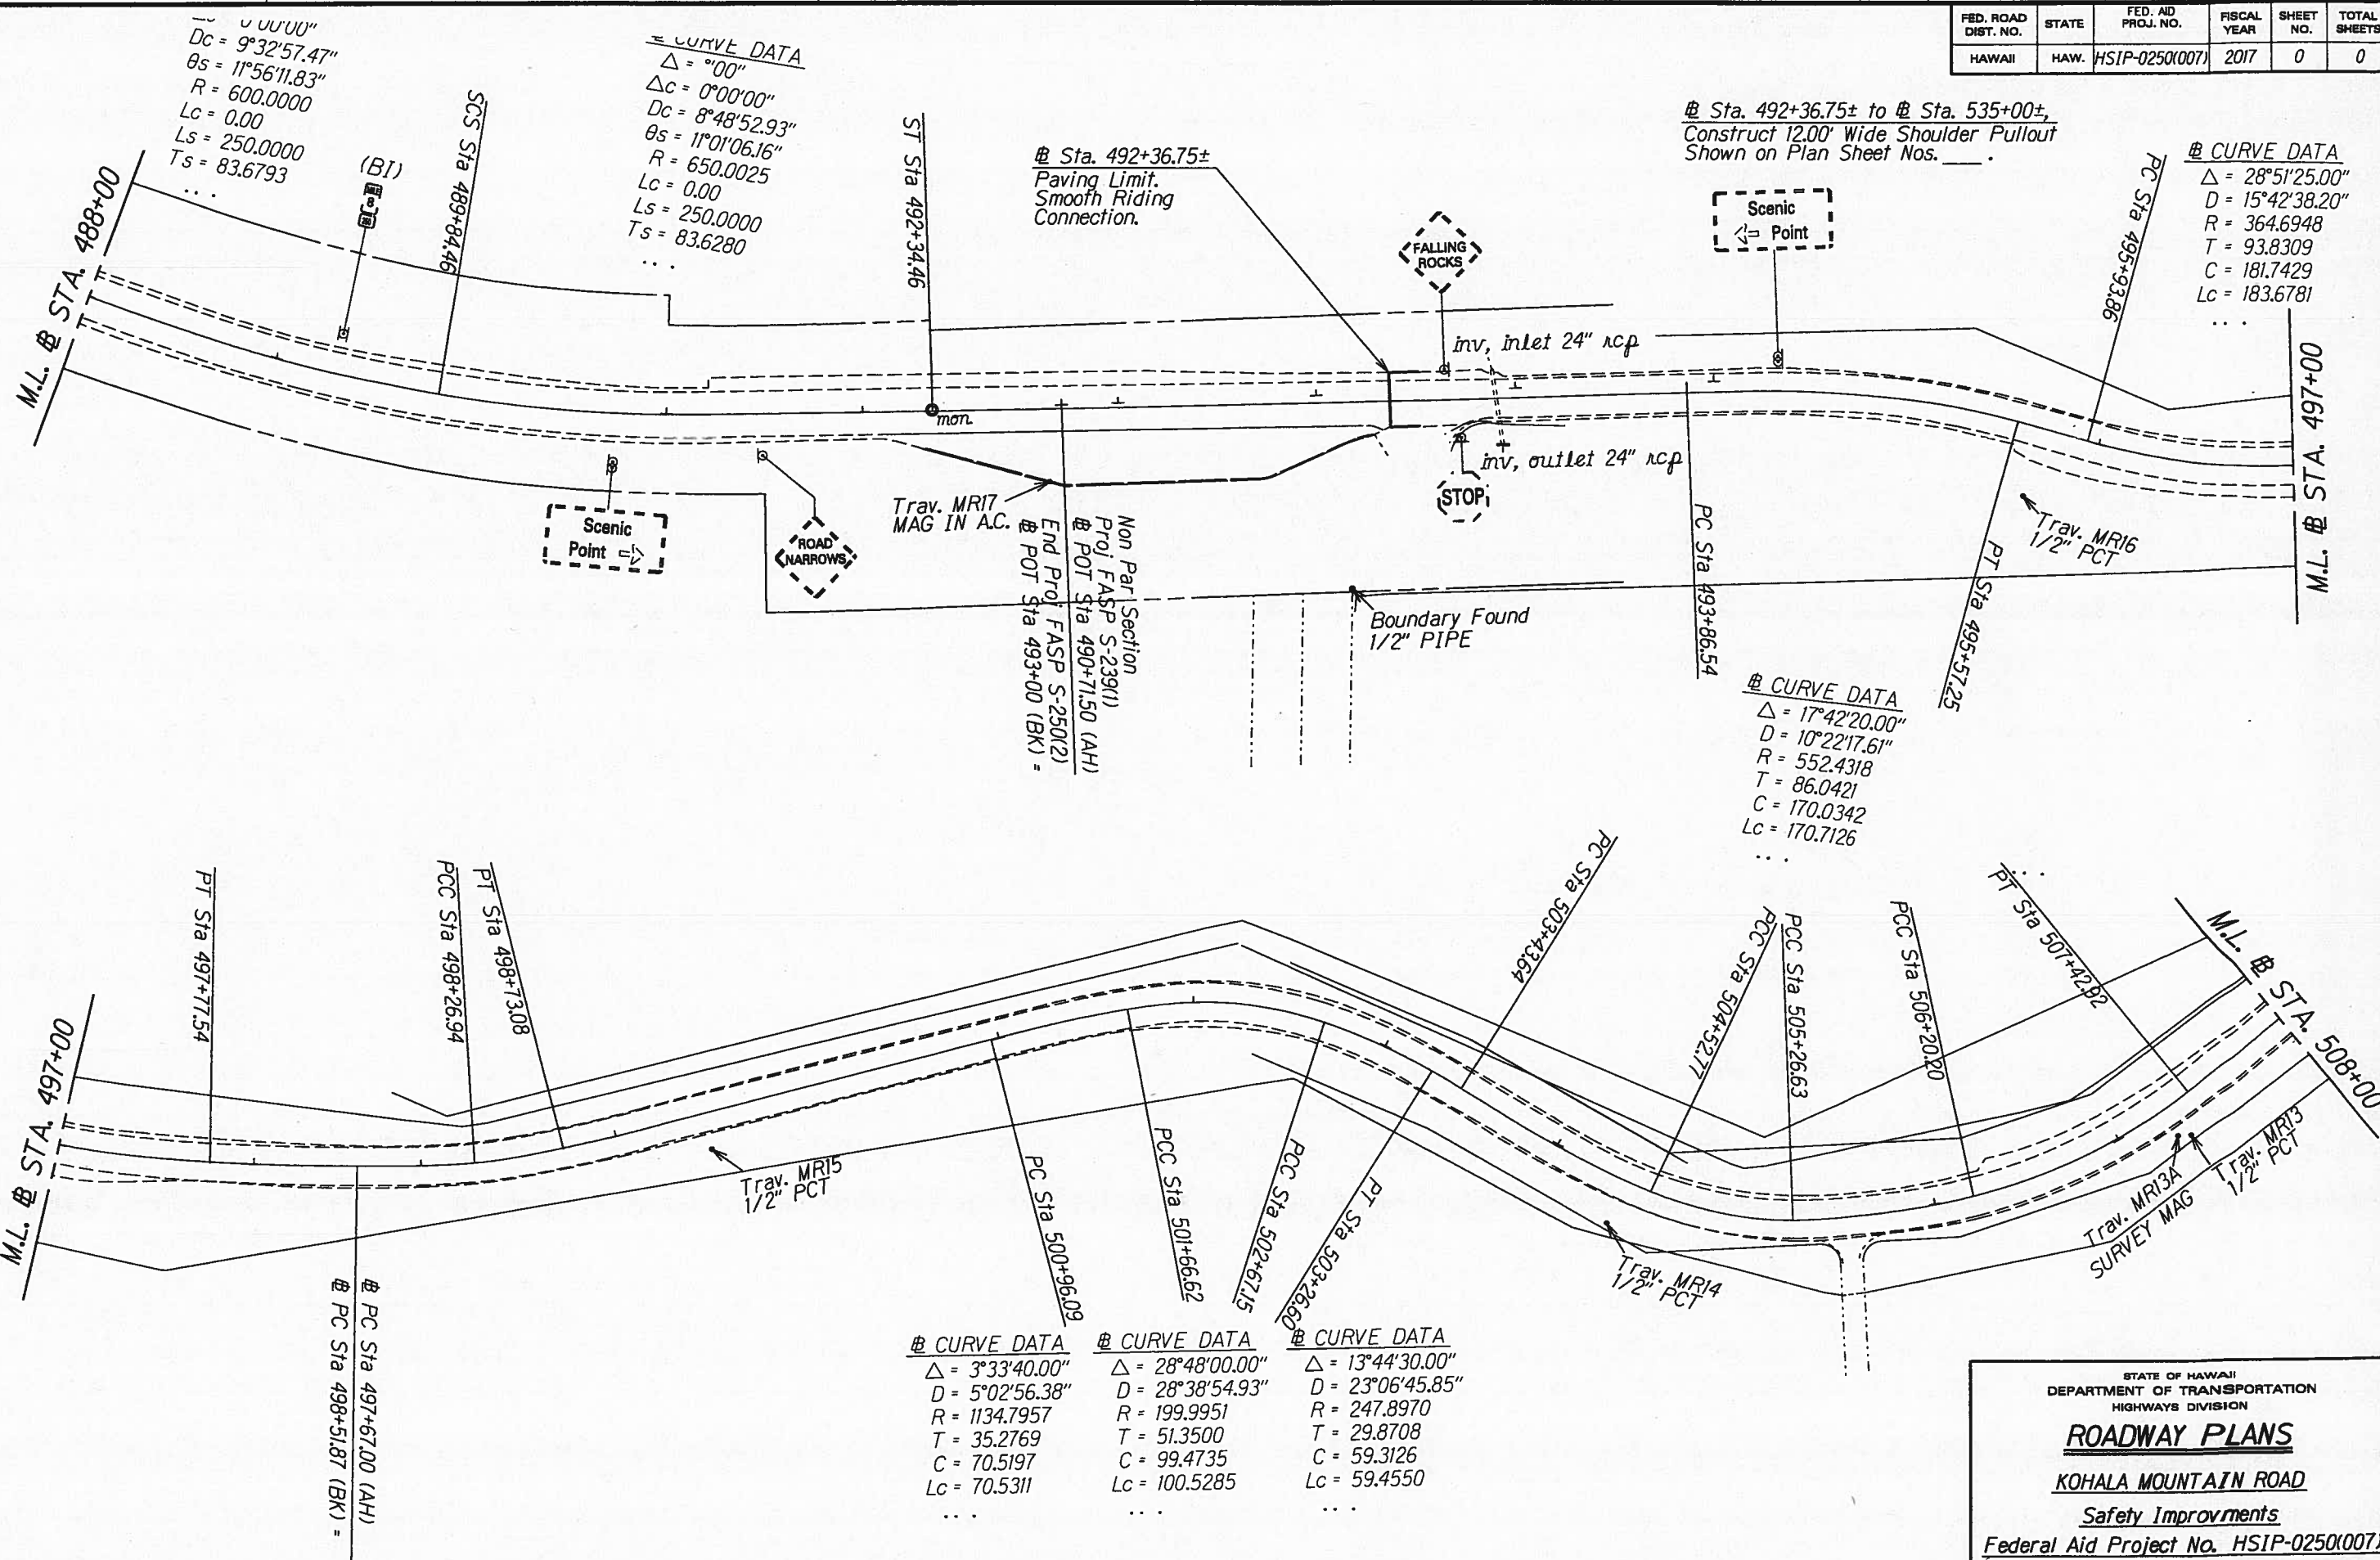 FED. ROAD DIST. NO. STATE FED. AID PROJ. NO. FISCAL YEAR SHEET NO. TOTAL SHEETS
HAWAII HAW. HSIP-0250(007) 2017 0 0
0°00'00"
Dc = 9°32'57.47"
θs = 11°56'11.83"
R = 600.0000
Lc = 0.00
Ls = 250.0000
Ts = 83.6793
...
(BI)
SCS Sta 489+84.46
CURVE DATA
Δ = °'00"
Δc = 0°00'00"
Dc = 8°48'52.93"
θs = 11°01'06.16"
R = 650.0025
Lc = 0.00
Ls = 250.0000
Ts = 83.6280
...
ST Sta 492+34.46
⅊ Sta. 492+36.75±
Paving Limit.
Smooth Riding
Connection.
FALLING
ROCKS
⅊ Sta. 492+36.75± to ⅊ Sta. 535+00±,
Construct 12.00' Wide Shoulder Pullout
Shown on Plan Sheet Nos. ___ .
Scenic
⇦ Point
PC Sta 495+93.86
⅊ CURVE DATA
Δ = 28°51'25.00"
D = 15°42'38.20"
R = 364.6948
T = 93.8309
C = 181.7429
Lc = 183.6781
...
M.L. ⅊ STA. 488+00
mon.
inv, inlet 24" rcp
inv, outlet 24" rcp
STOP
M.L. ⅊ STA. 497+00
Scenic
Point ⇨
ROAD
NARROWS
Trav. MR17
MAG IN A.C.
Non Par Section
Proj FASP S-239(1)
⅊ POT Sta 490+71.50 (AH)
End Proj FASP S-250(2)
⅊ POT Sta 493+00 (BK) =
Boundary Found
1/2" PIPE
PC Sta 493+86.54
PT Sta 495+57.25
Trav. MR16
1/2" PCT
⅊ CURVE DATA
Δ = 17°42'20.00"
D = 10°22'17.61"
R = 552.4318
T = 86.0421
C = 170.0342
Lc = 170.7126
...
M.L. ⅊ STA. 497+00
PT Sta 497+77.54
PCC Sta 498+26.94
PT Sta 498+73.08
PC Sta 503+43.64
PCC Sta 504+52.77
PCC Sta 505+26.63
PCC Sta 506+20.20
...
PT Sta 507+42.92
M.L. ⅊ STA. 508+00
⅊ PC Sta 497+67.00 (AH)
⅊ PC Sta 498+51.87 (BK) =
Trav. MR15
1/2" PCT
PC Sta 500+96.09
PCC Sta 501+66.62
PCC Sta 502+67.15
PT Sta 503+26.60
Trav. MR14
1/2" PCT
Trav. MR13A
SURVEY MAG
Trav. MR13
1/2" PCT
⅊ CURVE DATA
Δ = 3°33'40.00"
D = 5°02'56.38"
R = 1134.7957
T = 35.2769
C = 70.5197
Lc = 70.5311
...
⅊ CURVE DATA
Δ = 28°48'00.00"
D = 28°38'54.93"
R = 199.9951
T = 51.3500
C = 99.4735
Lc = 100.5285
...
⅊ CURVE DATA
Δ = 13°44'30.00"
D = 23°06'45.85"
R = 247.8970
T = 29.8708
C = 59.3126
Lc = 59.4550
...
STATE OF HAWAII
DEPARTMENT OF TRANSPORTATION
HIGHWAYS DIVISION
ROADWAY PLANS
KOHALA MOUNTAIN ROAD
Safety Improvments
Federal Aid Project No. HSIP-0250(007)